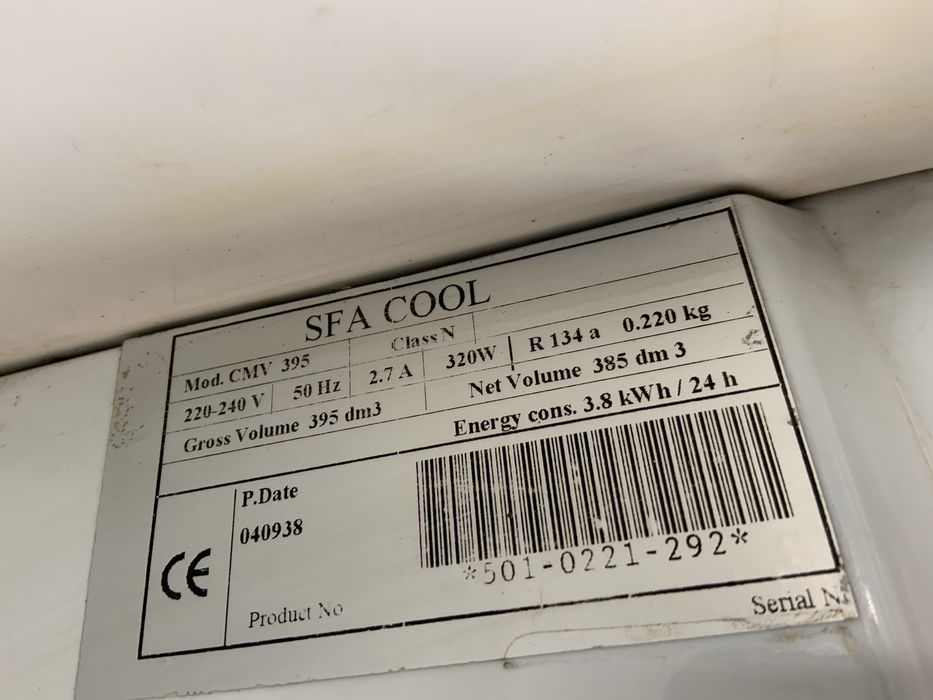 SFA COOL
Mod. CMV 395 Class N
220-240 V 50 Hz 2.7 A 320W R 134 a 0.220 kg
Gross Volume 395 dm3 Net Volume 385 dm 3
Energy cons. 3.8 kWh / 24 h
P.Date
040938
CE
*501-0221-292*
Product No Serial Nr